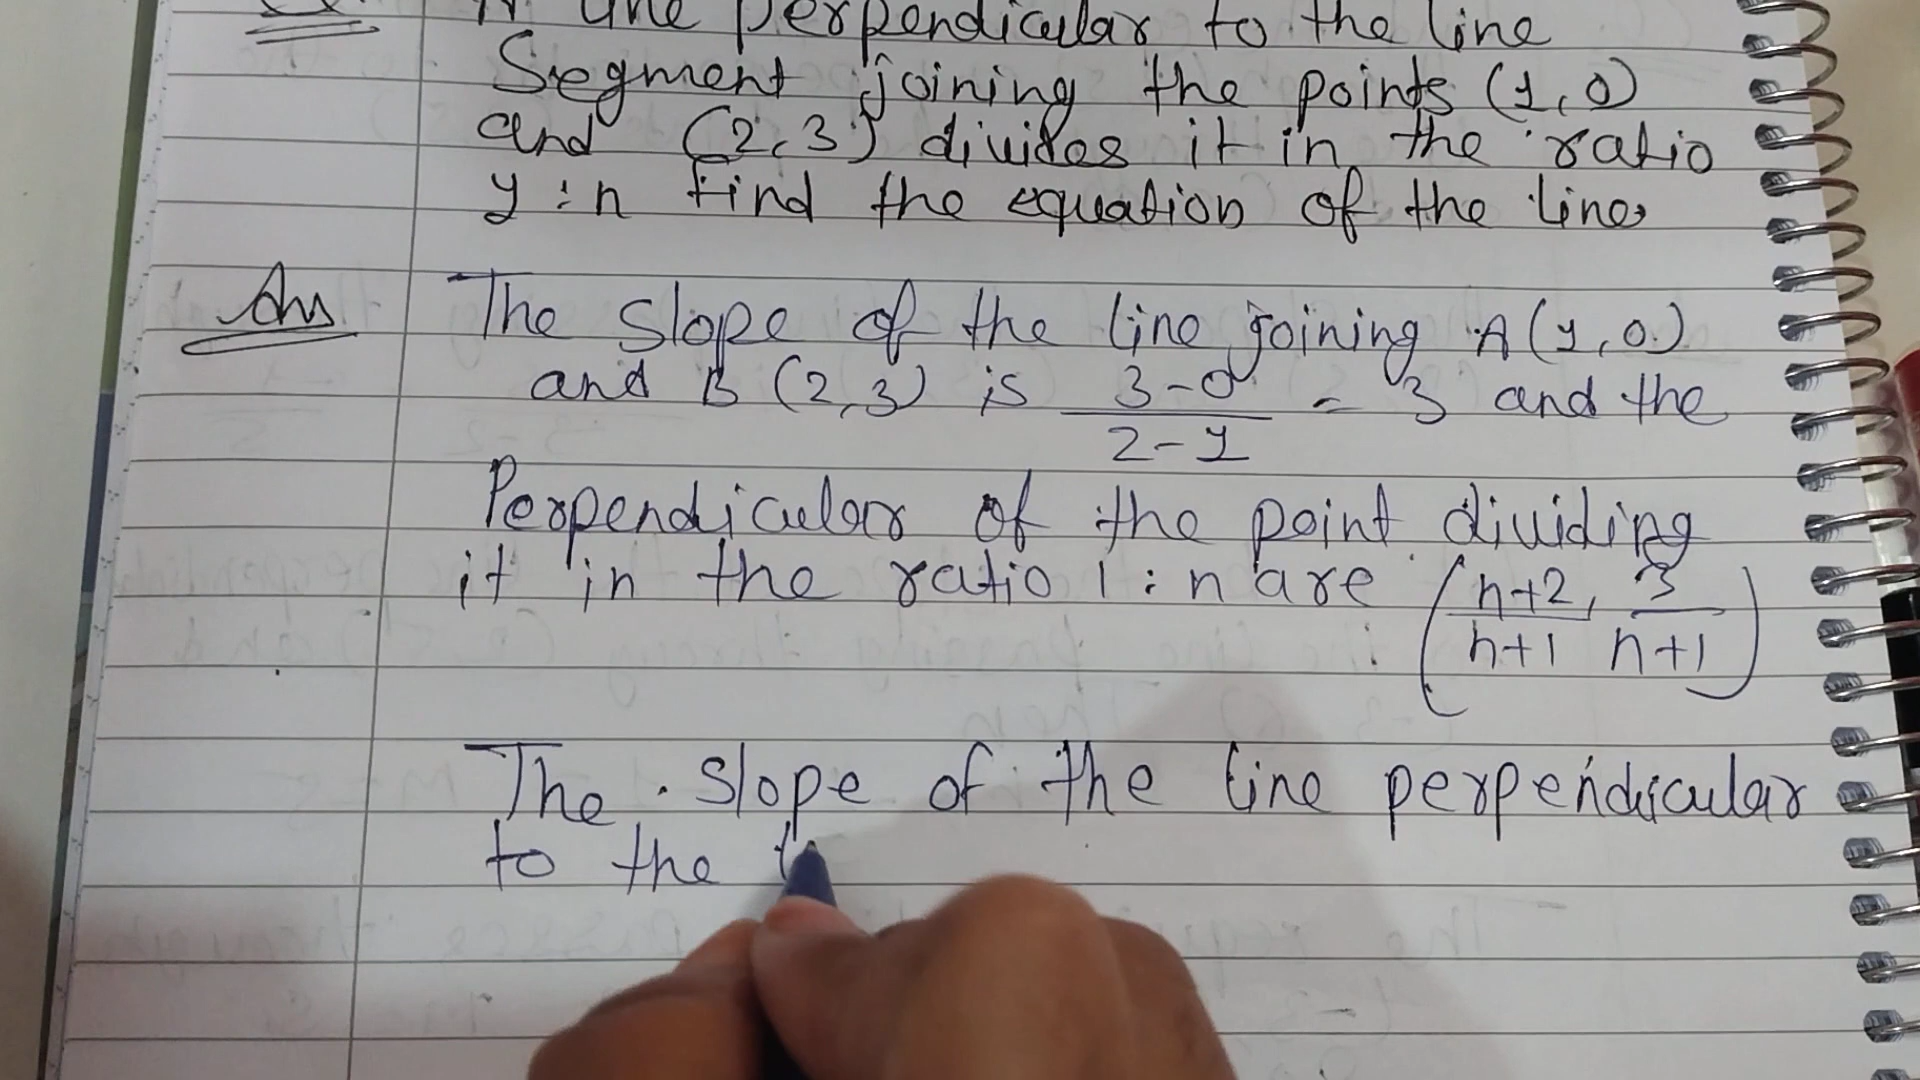 A line perpendicular to the line
Segment joining the points (1, 0)
and (2, 3) divides it in the ratio
1 : n find the equation of the line.
Ans
The slope of the line joining A (1, 0)
and B (2, 3) is 3-0/2-1 = 3 and the
Perpendicular of the point dividing
it in the ratio 1 : n are (n+2/n+1, 3/n+1)
The slope of the line perpendicular
to the